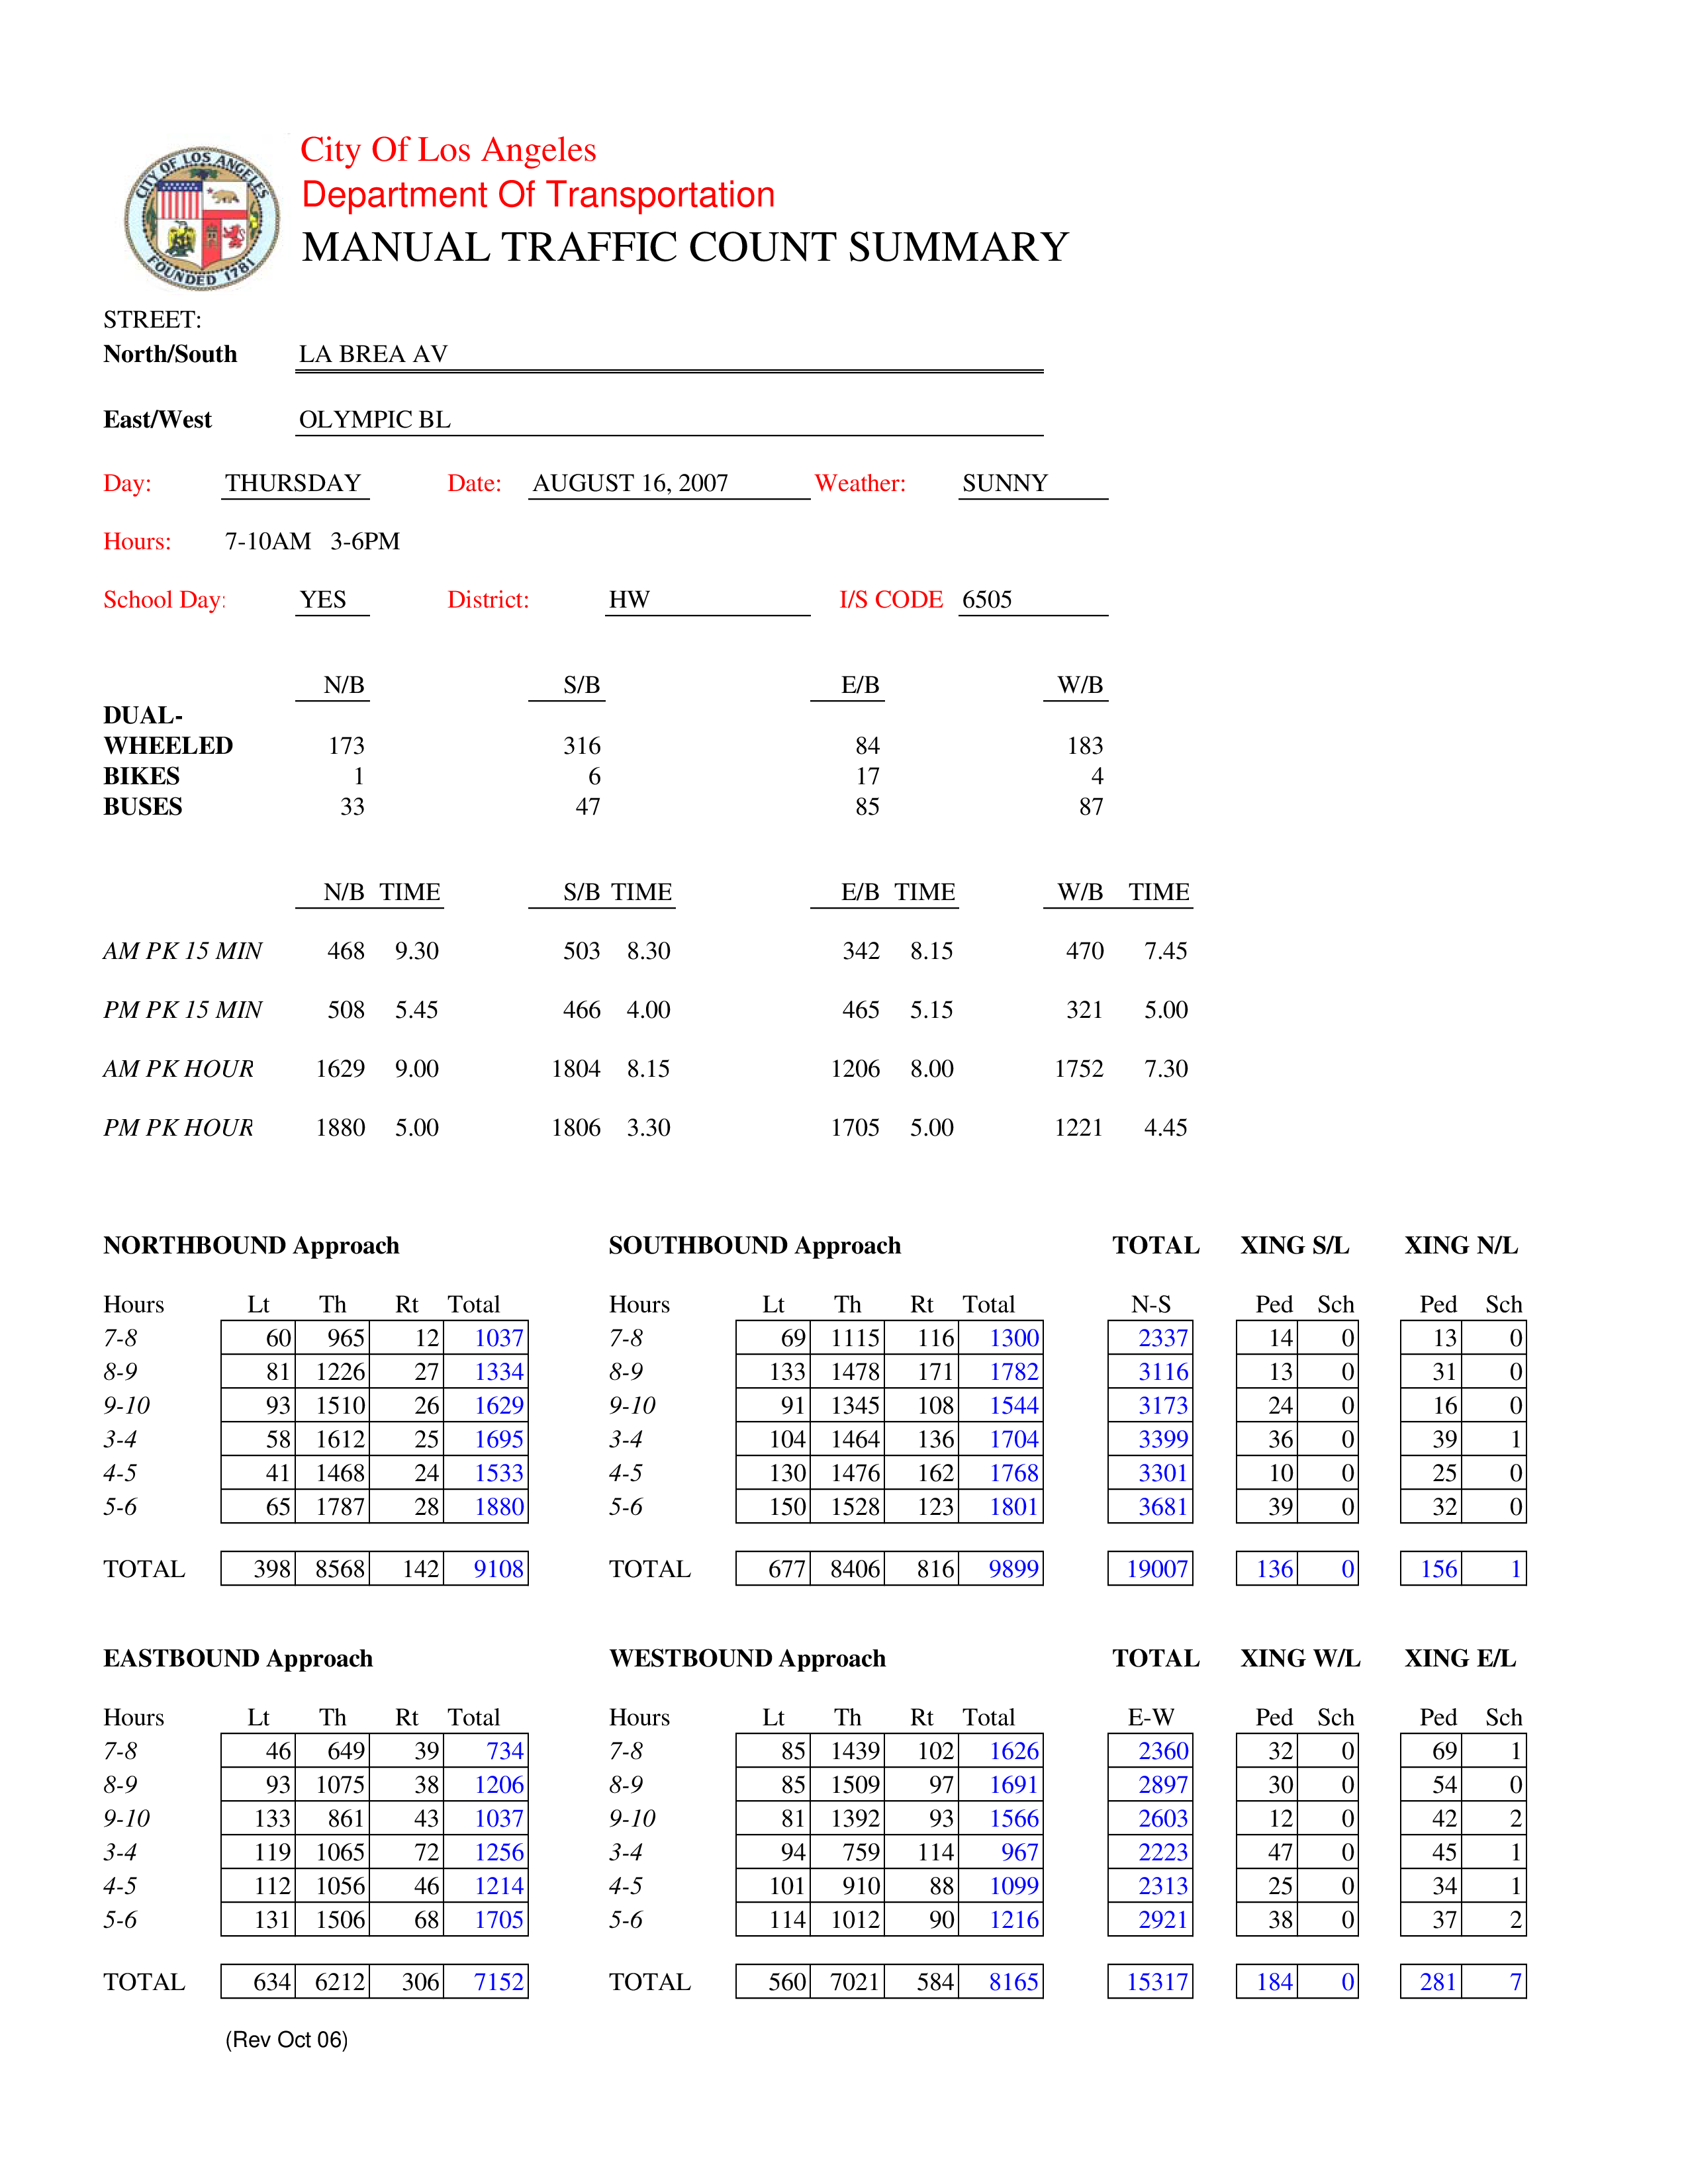 CITY OF LOS ANGELES
FOUNDED 1781
City Of Los Angeles
Department Of Transportation
MANUAL TRAFFIC COUNT SUMMARY
STREET:
North/South LA BREA AV
East/West OLYMPIC BL
Day: THURSDAY Date: AUGUST 16, 2007 Weather: SUNNY
Hours: 7-10AM 3-6PM
School Day: YES District: HW I/S CODE 6505
N/B S/B E/B W/B
DUAL-
WHEELED 173 316 84 183
BIKES 1 6 17 4
BUSES 33 47 85 87
N/B TIME S/B TIME E/B TIME W/B TIME
AM PK 15 MIN 468 9.30 503 8.30 342 8.15 470 7.45
PM PK 15 MIN 508 5.45 466 4.00 465 5.15 321 5.00
AM PK HOUR 1629 9.00 1804 8.15 1206 8.00 1752 7.30
PM PK HOUR 1880 5.00 1806 3.30 1705 5.00 1221 4.45
NORTHBOUND Approach SOUTHBOUND Approach TOTAL XING S/L XING N/L
Hours Lt Th Rt Total Hours Lt Th Rt Total N-S Ped Sch Ped Sch
7-8 60 965 12 1037 7-8 69 1115 116 1300 2337 14 0 13 0
8-9 81 1226 27 1334 8-9 133 1478 171 1782 3116 13 0 31 0
9-10 93 1510 26 1629 9-10 91 1345 108 1544 3173 24 0 16 0
3-4 58 1612 25 1695 3-4 104 1464 136 1704 3399 36 0 39 1
4-5 41 1468 24 1533 4-5 130 1476 162 1768 3301 10 0 25 0
5-6 65 1787 28 1880 5-6 150 1528 123 1801 3681 39 0 32 0
TOTAL 398 8568 142 9108 TOTAL 677 8406 816 9899 19007 136 0 156 1
EASTBOUND Approach WESTBOUND Approach TOTAL XING W/L XING E/L
Hours Lt Th Rt Total Hours Lt Th Rt Total E-W Ped Sch Ped Sch
7-8 46 649 39 734 7-8 85 1439 102 1626 2360 32 0 69 1
8-9 93 1075 38 1206 8-9 85 1509 97 1691 2897 30 0 54 0
9-10 133 861 43 1037 9-10 81 1392 93 1566 2603 12 0 42 2
3-4 119 1065 72 1256 3-4 94 759 114 967 2223 47 0 45 1
4-5 112 1056 46 1214 4-5 101 910 88 1099 2313 25 0 34 1
5-6 131 1506 68 1705 5-6 114 1012 90 1216 2921 38 0 37 2
TOTAL 634 6212 306 7152 TOTAL 560 7021 584 8165 15317 184 0 281 7
(Rev Oct 06)